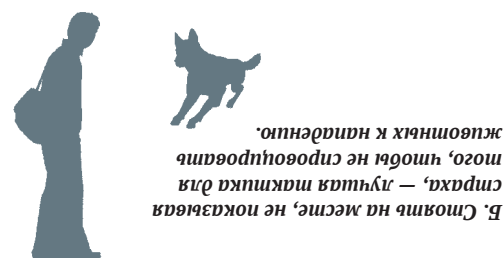 Б. Стоять на месте, не показывая
страха, — лучшая тактика для
того, чтобы не спровоцировать
животных к нападению.